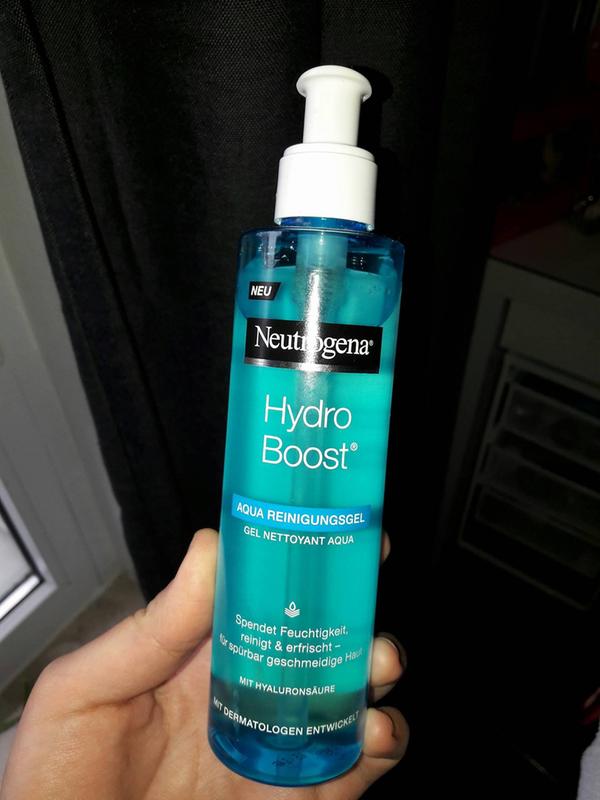 NEU
Neutrogena®
Hydro
Boost®
AQUA REINIGUNGSGEL
GEL NETTOYANT AQUA
Spendet Feuchtigkeit,
reinigt & erfrischt –
für spürbar geschmeidige Haut
MIT HYALURONSÄURE
MIT DERMATOLOGEN ENTWICKELT